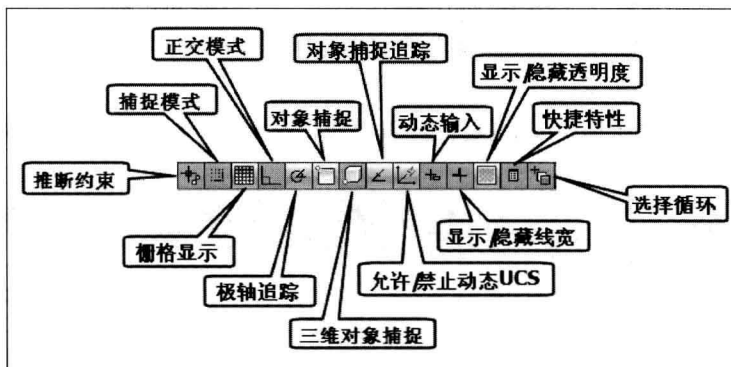 正交模式
对象捕捉追踪
显示/隐藏透明度
捕捉模式
对象捕捉
动态输入
快捷特性
推断约束
选择循环
栅格显示
显示/隐藏线宽
极轴追踪
允许/禁止动态UCS
三维对象捕捉